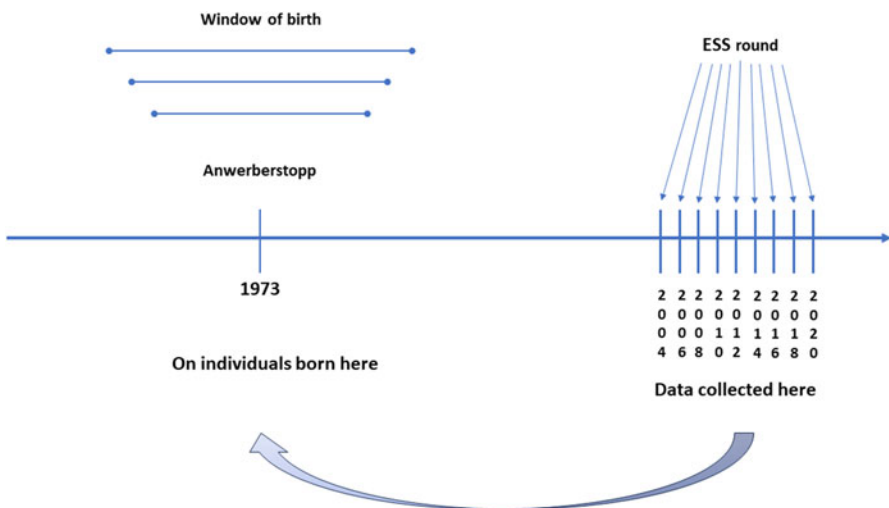 Window of birth
ESS round
Anwerberstopp
1973
2004
2006
2008
2010
2012
2014
2016
2018
2020
On individuals born here
Data collected here